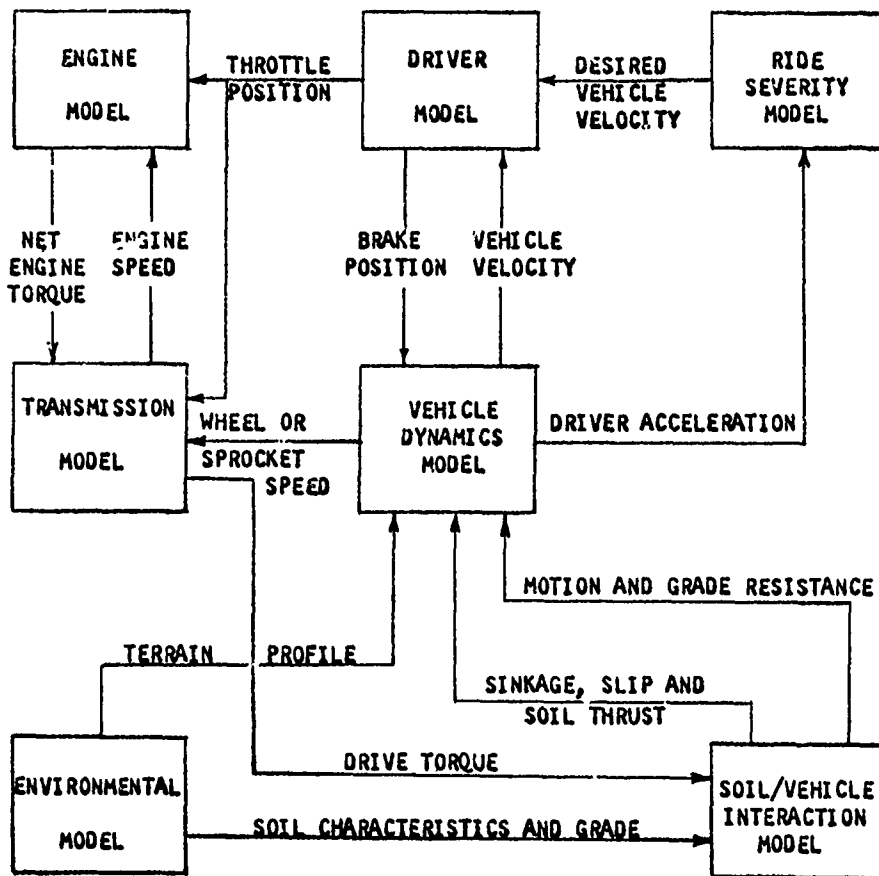 ENGINE
MODEL
THROTTLE
POSITION
DRIVER
MODEL
DESIRED
VEHICLE
VELOCITY
RIDE
SEVERITY
MODEL
NET
ENGINE
TORQUE
ENGINE
SPEED
BRAKE
POSITION
VEHICLE
VELOCITY
TRANSMISSION
MODEL
WHEEL OR
SPROCKET
SPEED
VEHICLE
DYNAMICS
MODEL
DRIVER ACCELERATION
MOTION AND GRADE RESISTANCE
TERRAIN PROFILE
SINKAGE, SLIP AND
SOIL THRUST
DRIVE TORQUE
ENVIRONMENTAL
MODEL
SOIL CHARACTERISTICS AND GRADE
SOIL/VEHICLE
INTERACTION
MODEL